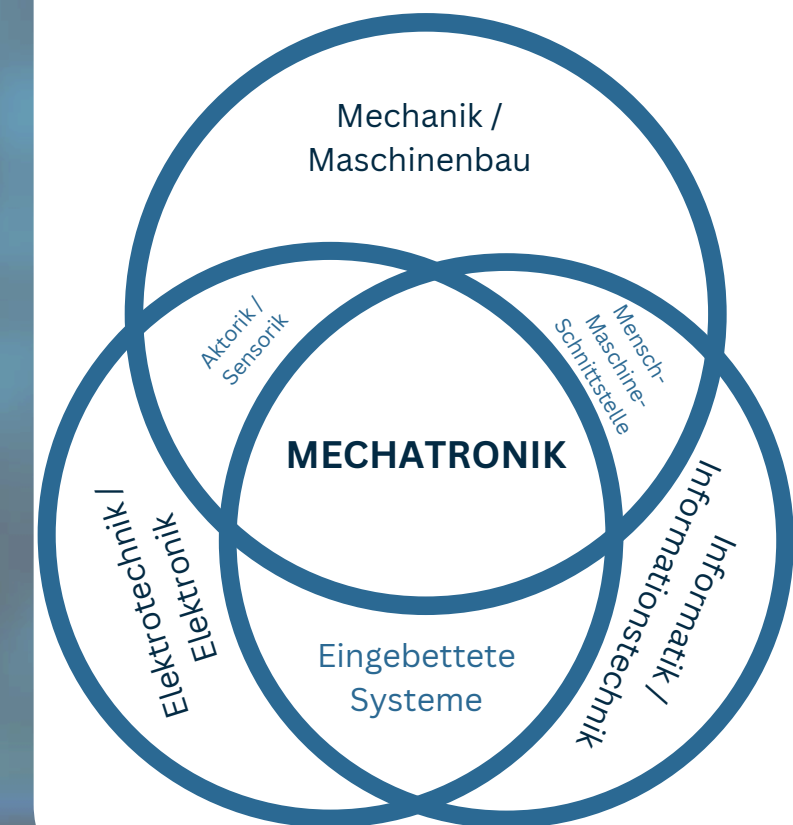 Mechanik /
Maschinenbau
Aktorik /
Sensorik
Mensch-
Maschine-
Schnittstelle
MECHATRONIK
Elektrotechnik /
Elektronik
Informatik /
Informationstechnik
Eingebettete
Systeme